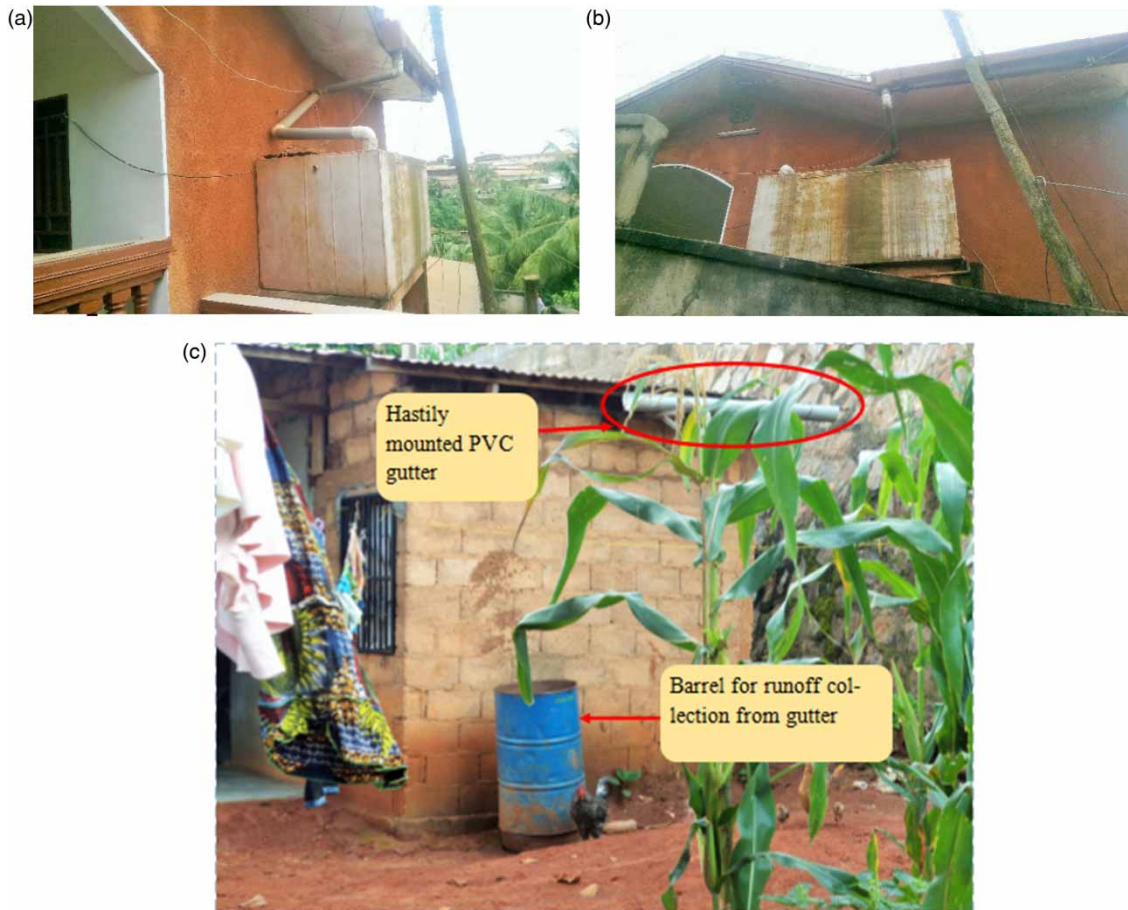 (a)
(b)
(c)
Hastily
mounted PVC
gutter
Barrel for runoff col-
lection from gutter